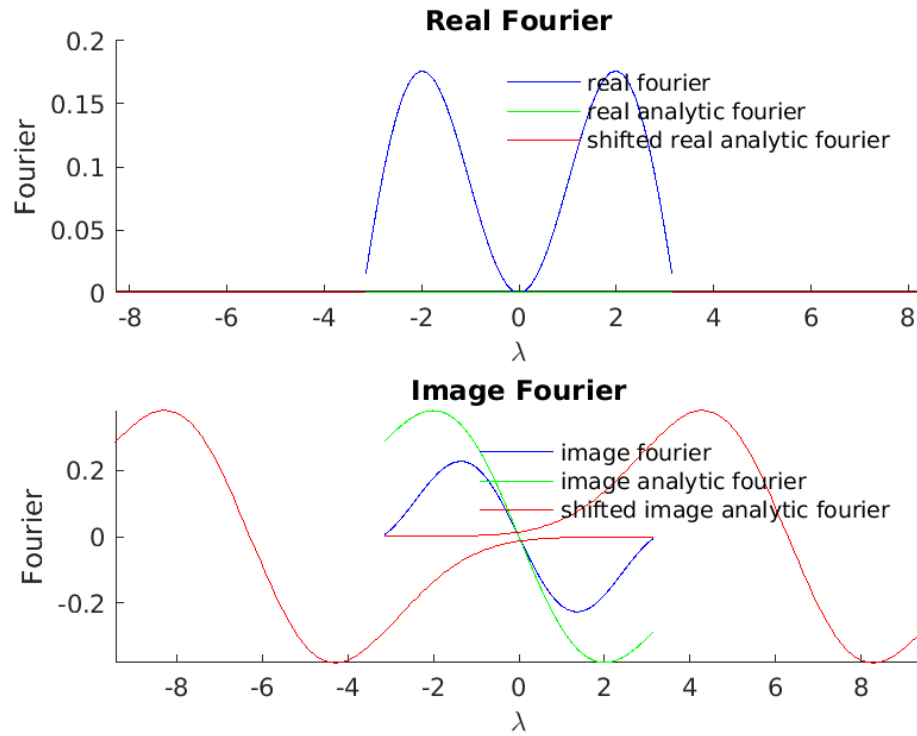 Real Fourier
0.2
0.15
0.1
0.05
0
Fourier
real fourier
real analytic fourier
shifted real analytic fourier
-8 -6 -4 -2 0 2 4 6 8
λ
Image Fourier
0.2
0
-0.2
Fourier
image fourier
image analytic fourier
shifted image analytic fourier
-8 -6 -4 -2 0 2 4 6 8
λ